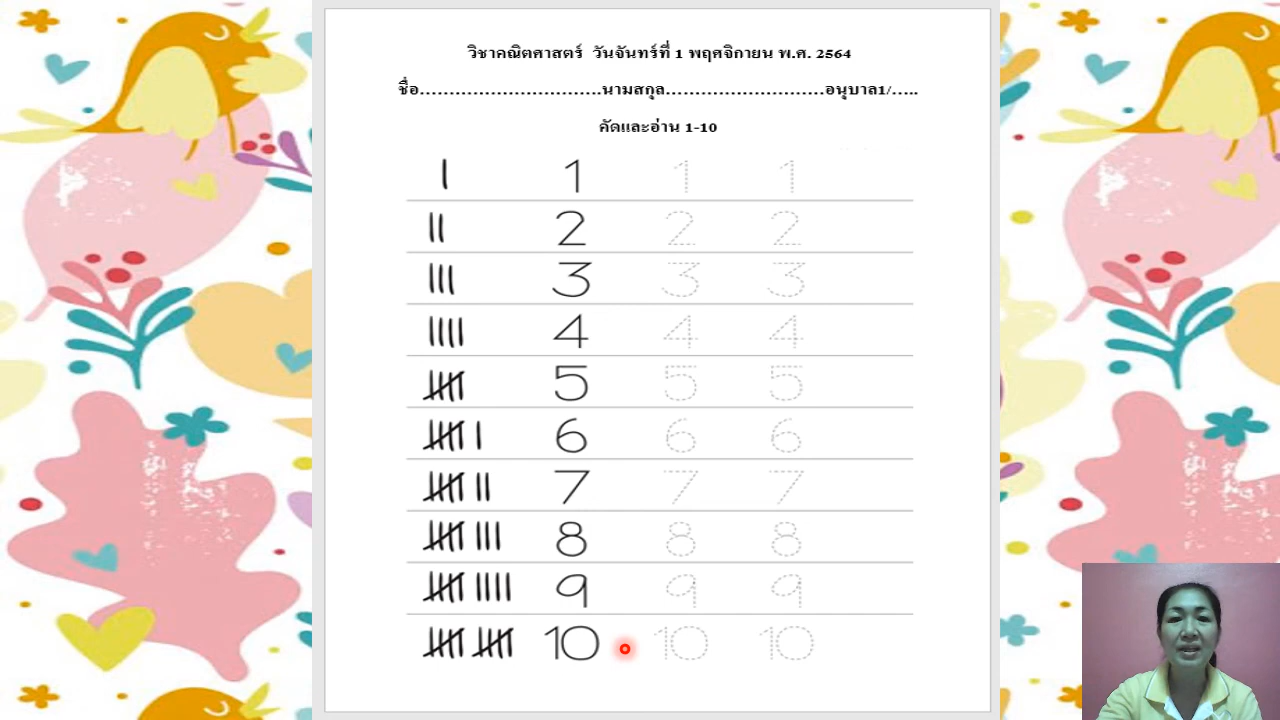 วิชาคณิตศาสตร์ วันจันทร์ที่ 1 พฤศจิกายน พ.ศ. 2564
ชื่อ...............................นามสกุล...........................อนุบาล1/.....
คัดและอ่าน 1-10
1 1 1
2 2 2
3 3 3
4 4 4
5 5 5
6 6 6
7 7 7
8 8 8
9 9 9
10 10 10